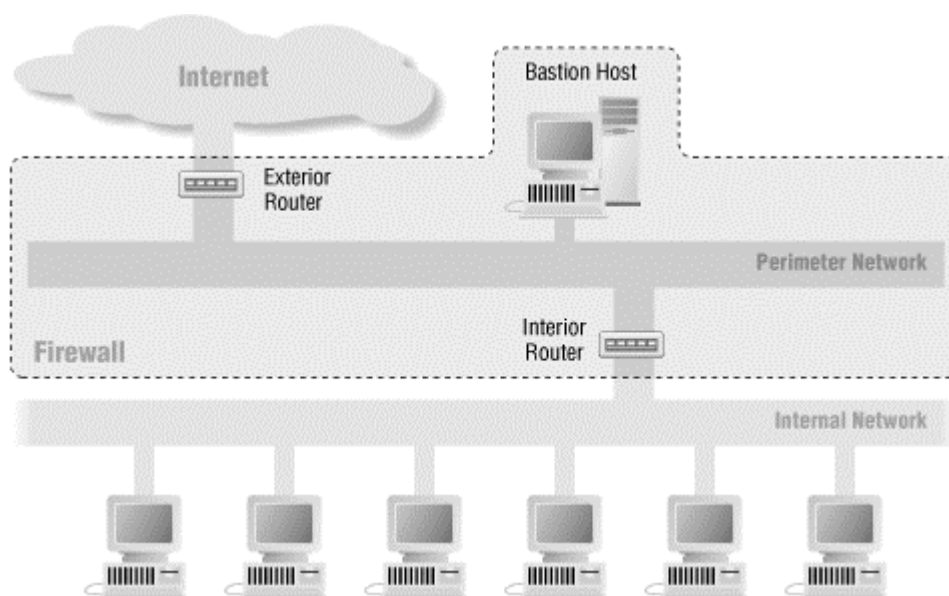 Internet
Bastion Host
Exterior
Router
Perimeter Network
Interior
Router
Firewall
Internal Network